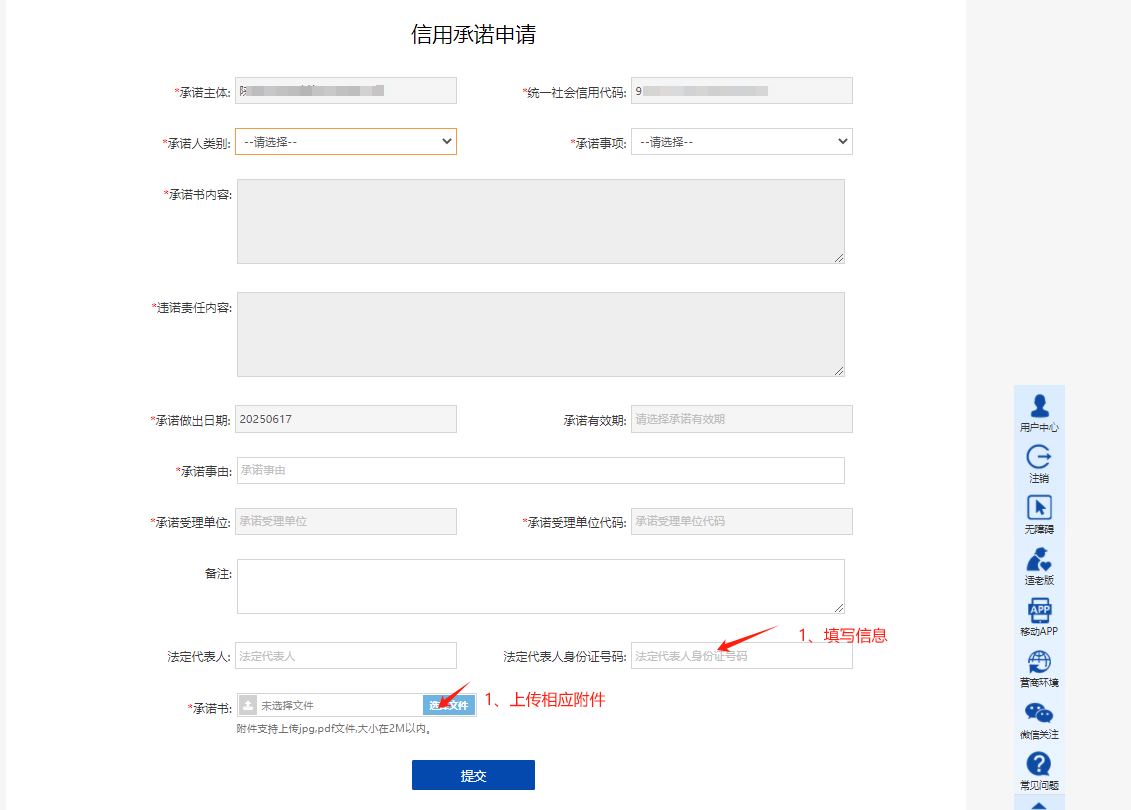 信用承诺申请
*承诺主体:
*统一社会信用代码: 9
*承诺人类别: --请选择--
*承诺事项: --请选择--
*承诺书内容:
*违诺责任内容:
*承诺做出日期: 20250617
承诺有效期: 请选择承诺有效期
*承诺事由: 承诺事由
*承诺受理单位: 承诺受理单位
*承诺受理单位代码: 承诺受理单位代码
备注:
1、填写信息
法定代表人: 法定代表人
法定代表人身份证号码: 法定代表人身份证号码
*承诺书: 未选择文件 选择文件
1、上传相应附件
附件支持上传jpg,pdf文件,大小在2M以内。
提交
用户中心
注销
无障碍
适老版
APP
移动APP
营商环境
微信关注
常见问题